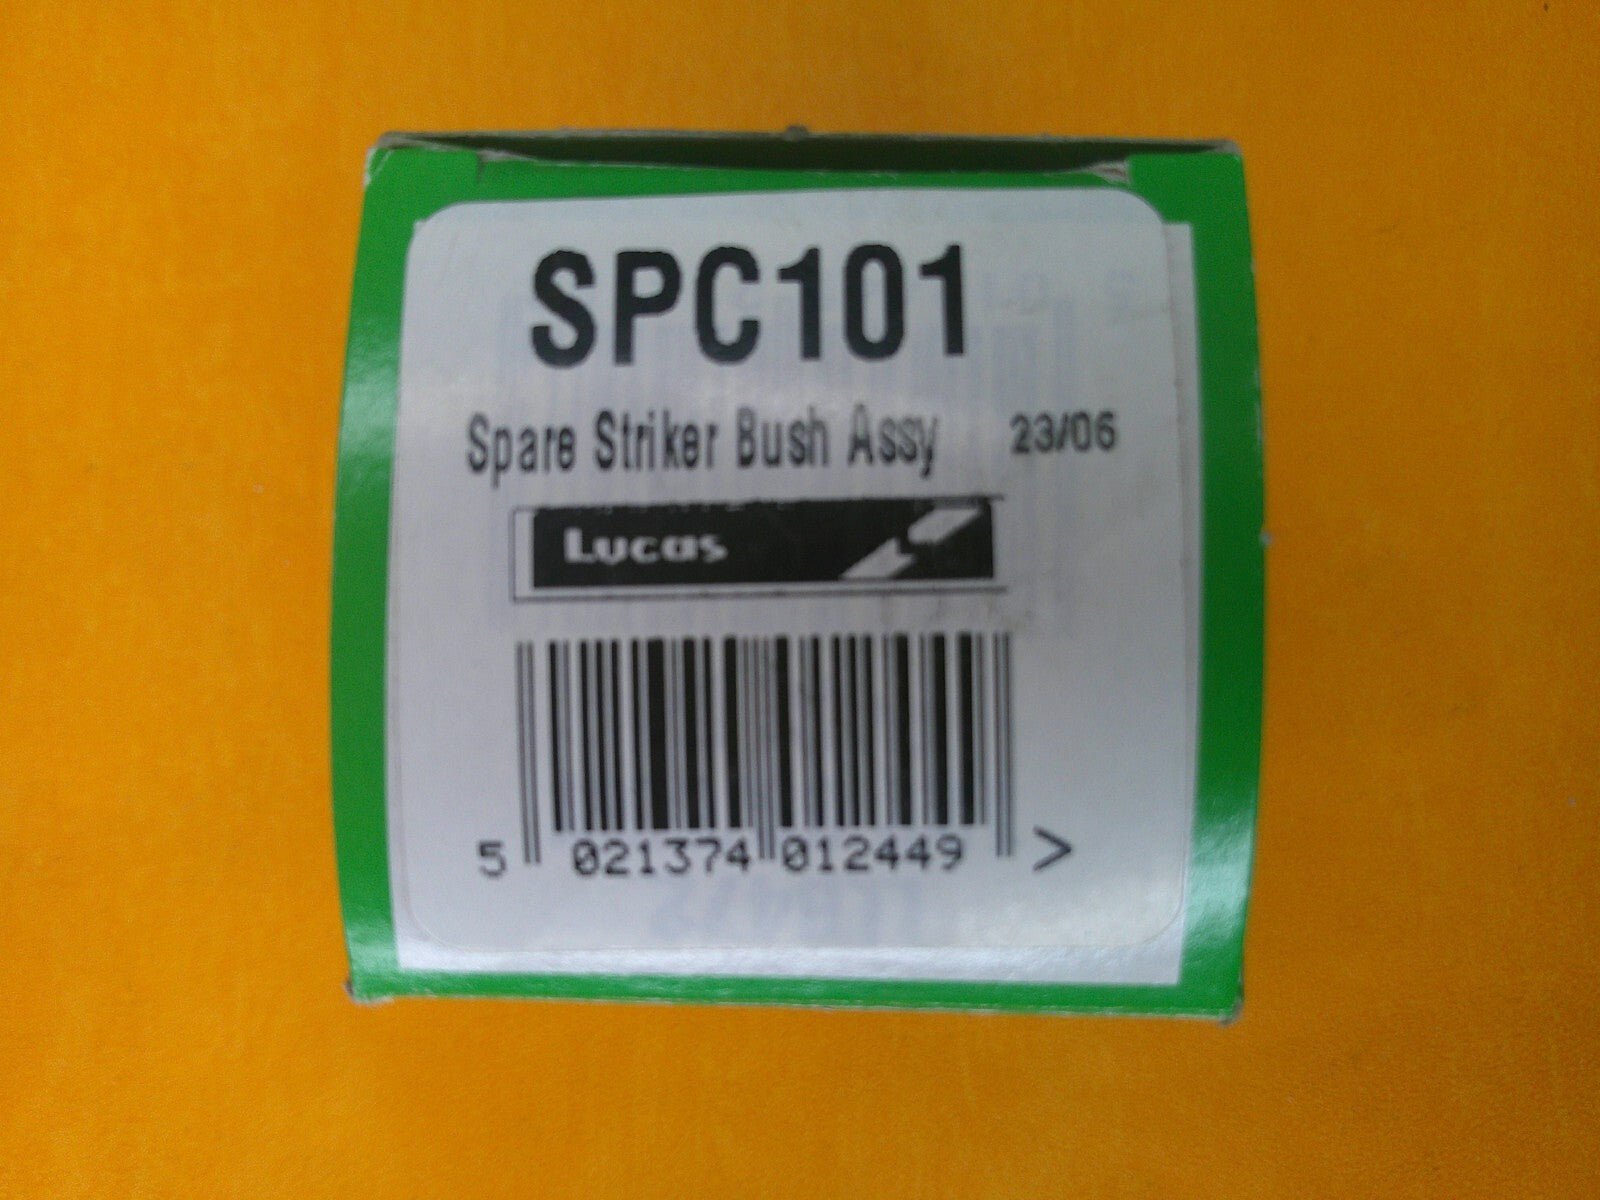 SPC101
Spare Striker Bush Assy 23/06
Lucas
5 021374 012449 >